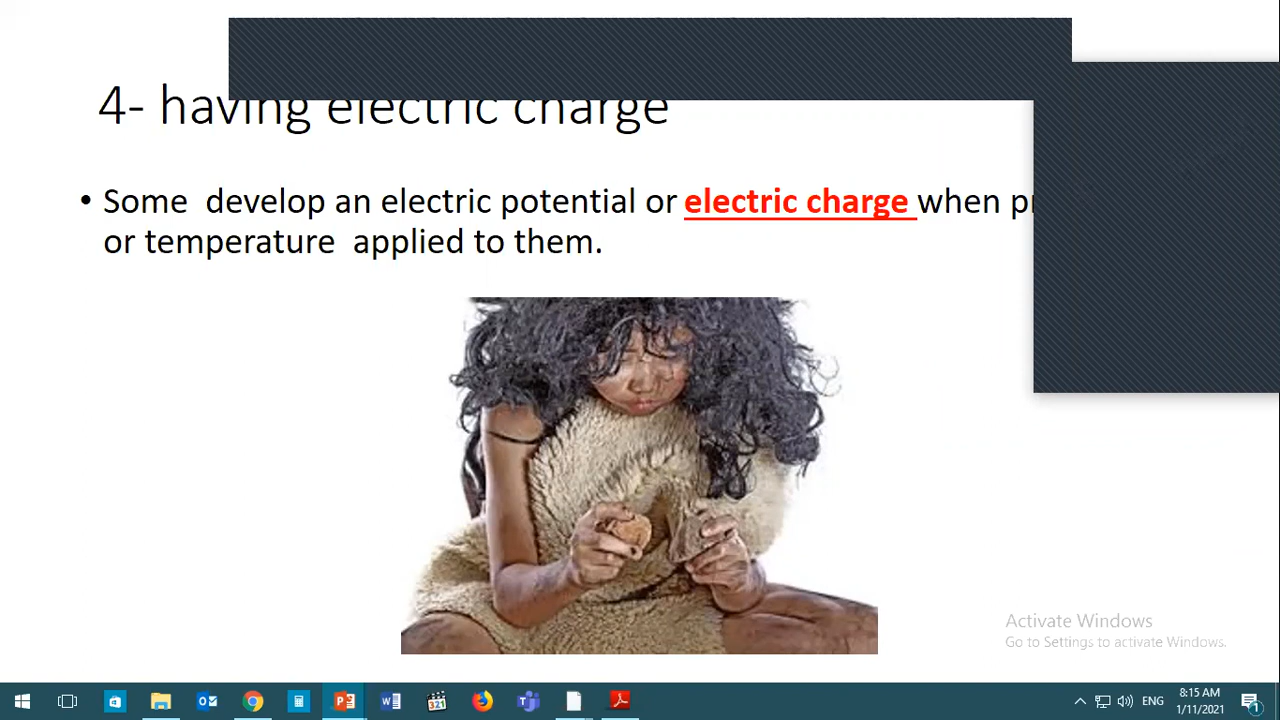 4- having electric charge
• Some develop an electric potential or electric charge when
or temperature applied to them.
Activate Windows
Go to Settings to activate Windows.
ENG
8:15 AM
1/11/2021